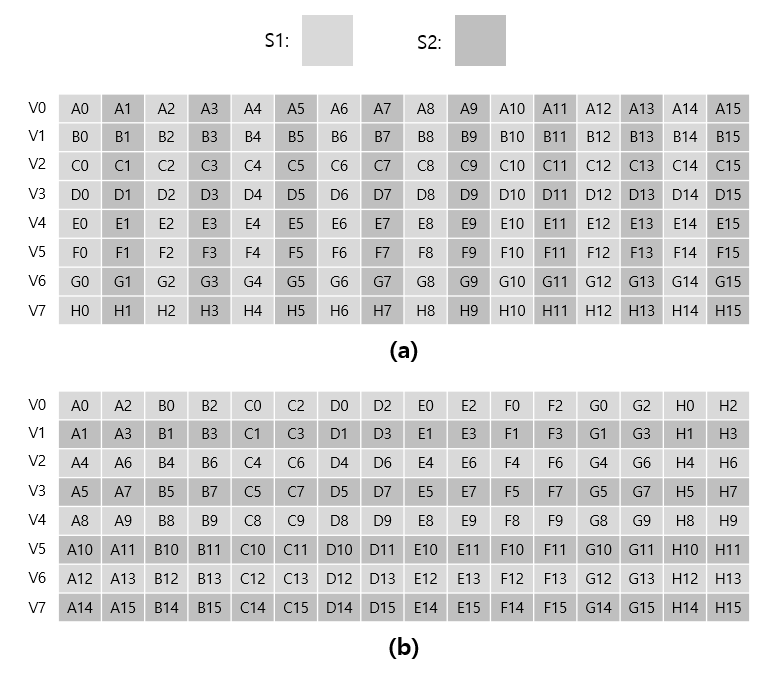 S1: S2:
V0 A0 A1 A2 A3 A4 A5 A6 A7 A8 A9 A10 A11 A12 A13 A14 A15
V1 B0 B1 B2 B3 B4 B5 B6 B7 B8 B9 B10 B11 B12 B13 B14 B15
V2 C0 C1 C2 C3 C4 C5 C6 C7 C8 C9 C10 C11 C12 C13 C14 C15
V3 D0 D1 D2 D3 D4 D5 D6 D7 D8 D9 D10 D11 D12 D13 D14 D15
V4 E0 E1 E2 E3 E4 E5 E6 E7 E8 E9 E10 E11 E12 E13 E14 E15
V5 F0 F1 F2 F3 F4 F5 F6 F7 F8 F9 F10 F11 F12 F13 F14 F15
V6 G0 G1 G2 G3 G4 G5 G6 G7 G8 G9 G10 G11 G12 G13 G14 G15
V7 H0 H1 H2 H3 H4 H5 H6 H7 H8 H9 H10 H11 H12 H13 H14 H15
(a)
V0 A0 A2 B0 B2 C0 C2 D0 D2 E0 E2 F0 F2 G0 G2 H0 H2
V1 A1 A3 B1 B3 C1 C3 D1 D3 E1 E3 F1 F3 G1 G3 H1 H3
V2 A4 A6 B4 B6 C4 C6 D4 D6 E4 E6 F4 F6 G4 G6 H4 H6
V3 A5 A7 B5 B7 C5 C7 D5 D7 E5 E7 F5 F7 G5 G7 H5 H7
V4 A8 A9 B8 B9 C8 C9 D8 D9 E8 E9 F8 F9 G8 G9 H8 H9
V5 A10 A11 B10 B11 C10 C11 D10 D11 E10 E11 F10 F11 G10 G11 H10 H11
V6 A12 A13 B12 B13 C12 C13 D12 D13 E12 E13 F12 F13 G12 G13 H12 H13
V7 A14 A15 B14 B15 C14 C15 D14 D15 E14 E15 F14 F15 G14 G15 H14 H15
(b)